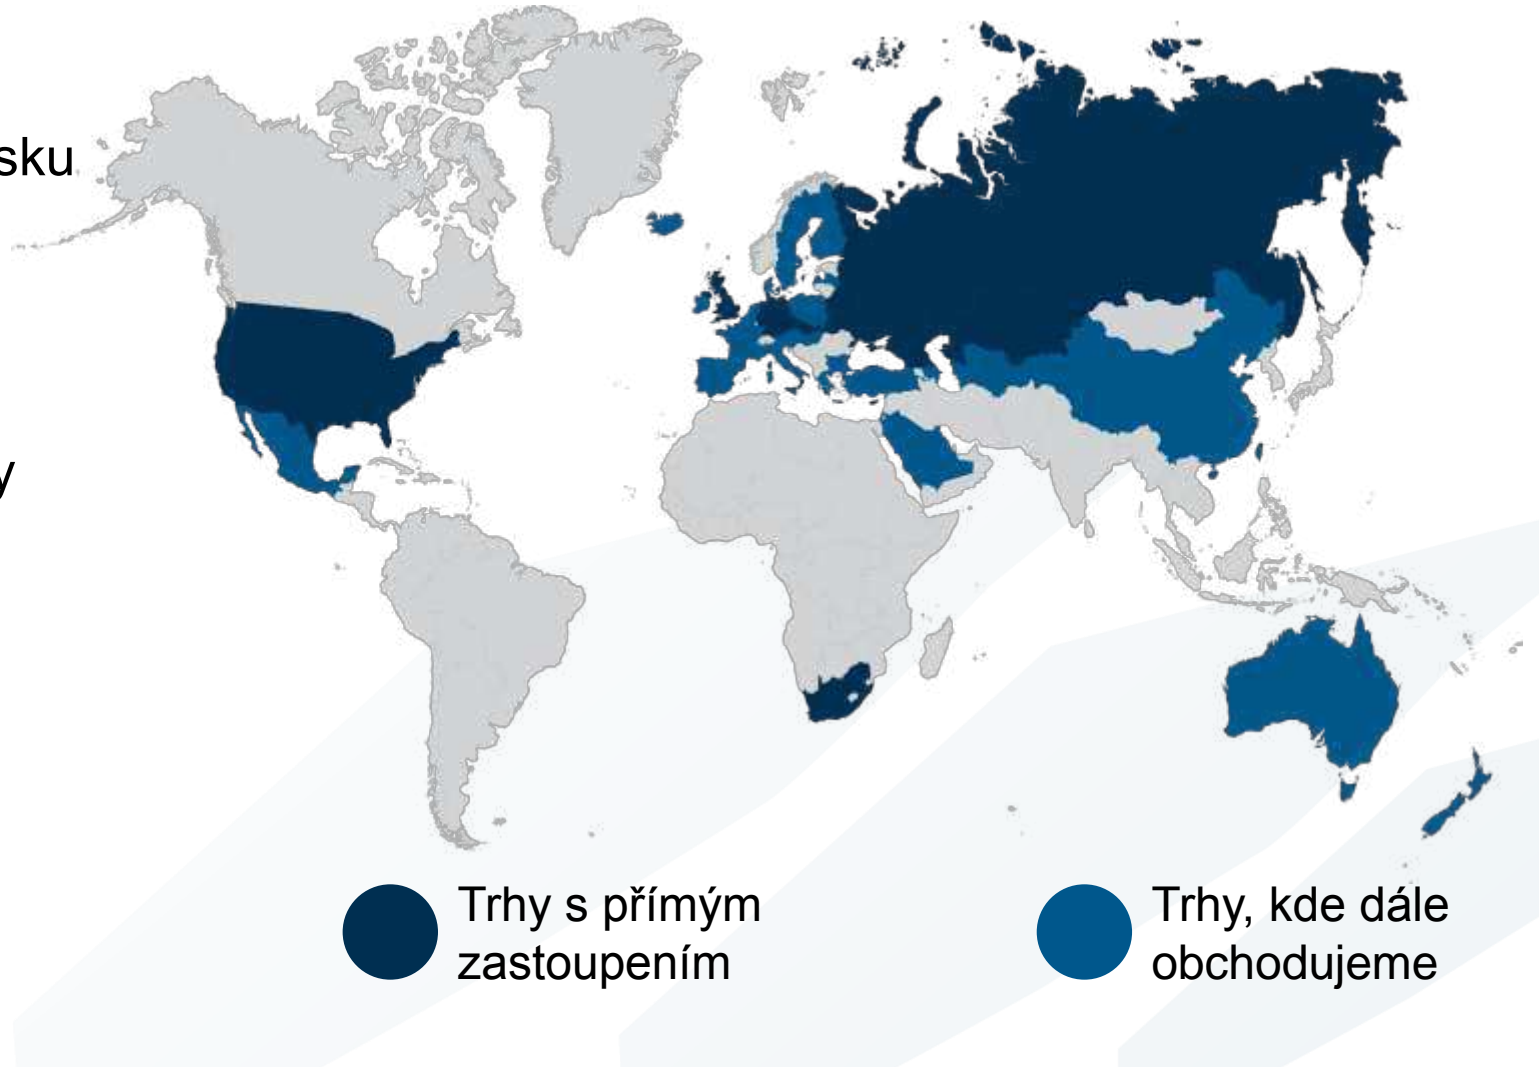 sku
y
Trhy s přímým
zastoupením
Trhy, kde dále
obchodujeme